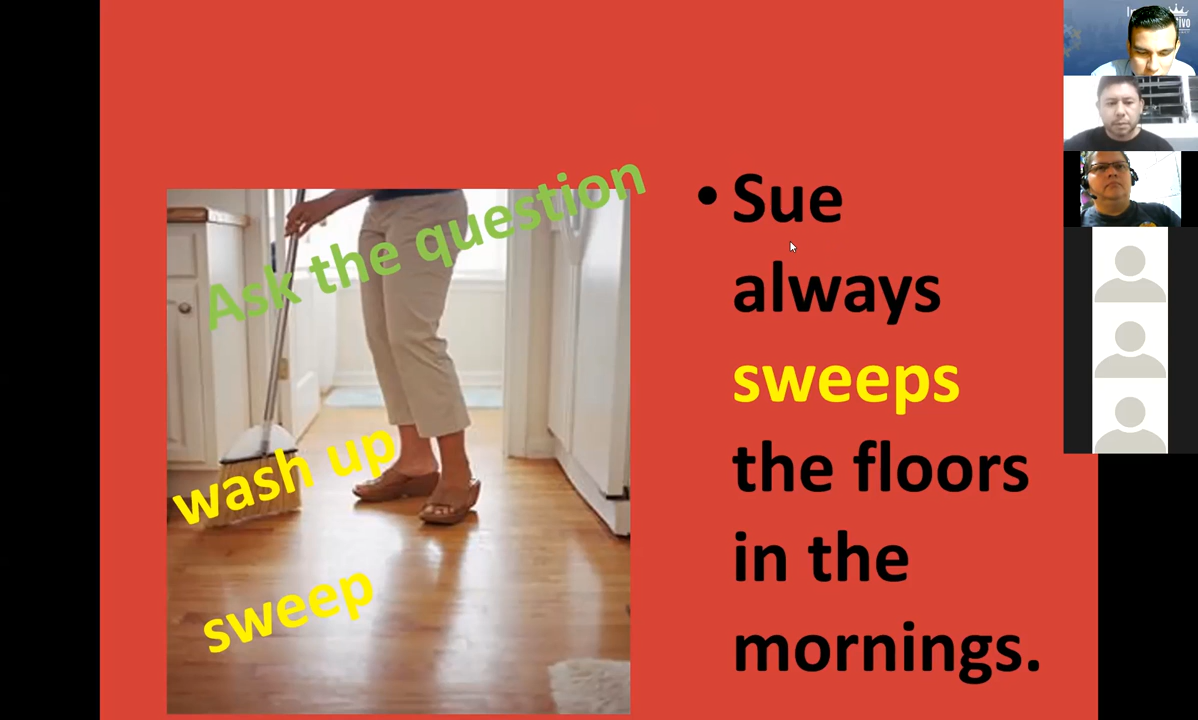 Ask the question
wash up
sweep
• Sue
always
sweeps
the floors
in the
mornings.